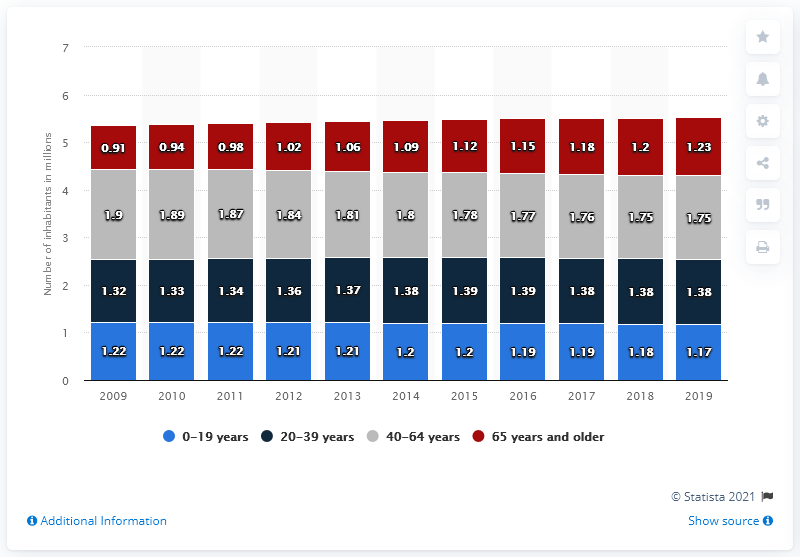 Number of inhabitants in millions
7
6
0.91 0.94 0.98 1.02 1.06 1.09 1.12 1.15 1.18 1.2 1.23
5
4
1.9 1.89 1.87 1.84 1.81 1.8 1.78 1.77 1.76 1.75 1.75
3
1.32 1.33 1.34 1.36 1.37 1.38 1.39 1.39 1.38 1.38 1.38
2
1
1.22 1.22 1.22 1.21 1.21 1.2 1.2 1.19 1.19 1.18 1.17
0
2009 2010 2011 2012 2013 2014 2015 2016 2017 2018 2019
0-19 years 20-39 years 40-64 years 65 years and older
© Statista 2021
Additional Information Show source